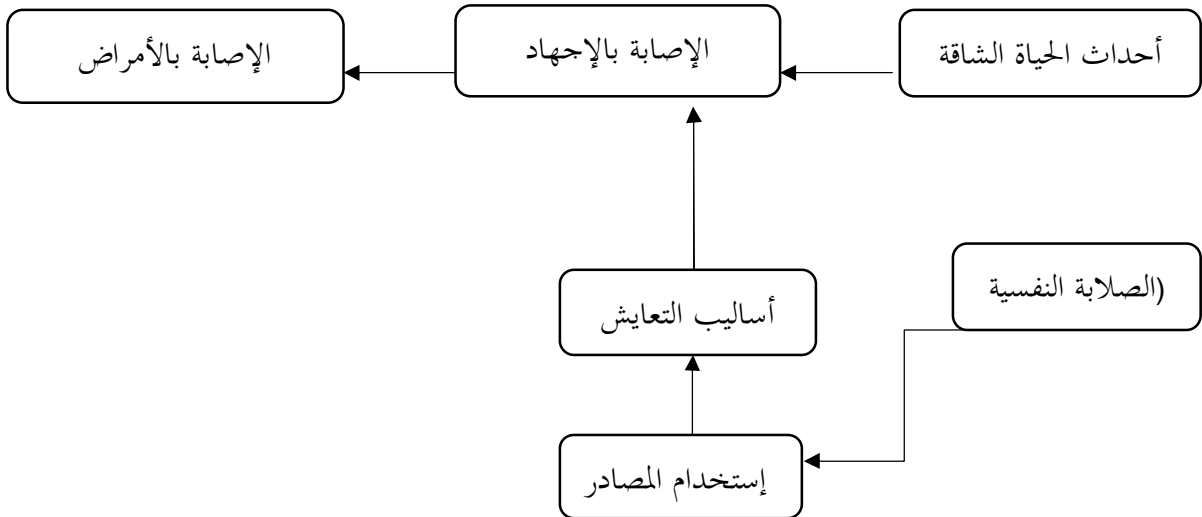 أحداث الحياة الشاقة
الإصابة بالإجهاد
الإصابة بالأمراض
(الصلابة النفسية
أساليب التعايش
إستخدام المصادر